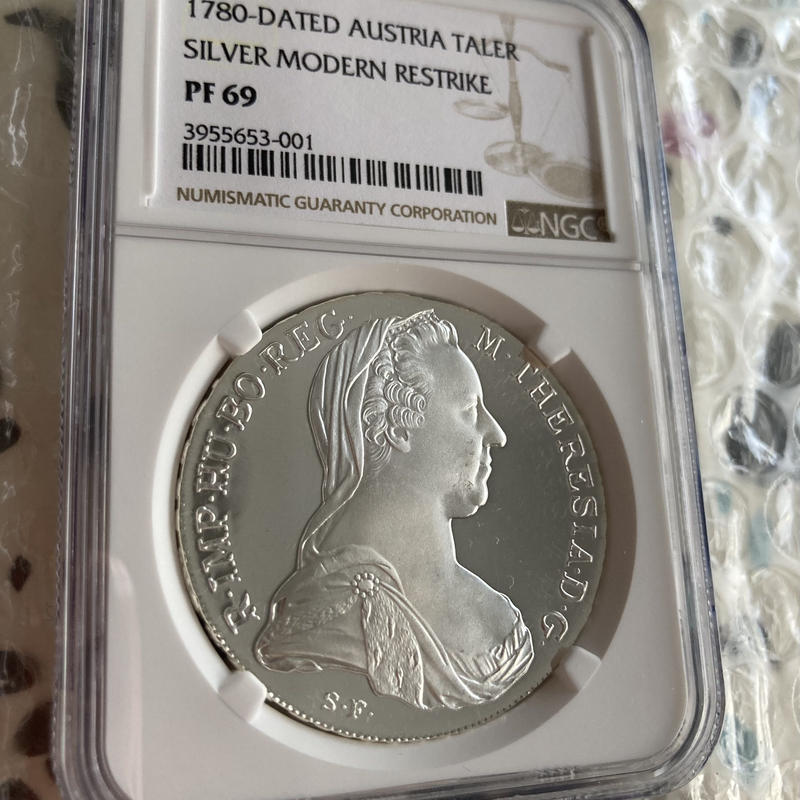 1780-DATED AUSTRIA TALER
SILVER MODERN RESTRIKE
PF 69
3955653-001
NUMISMATIC GUARANTY CORPORATION
NGC
R·IMP·HU·BO·REG·
M·THERESIA·D·G·
S·F·